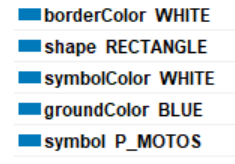 borderColor WHITE
shape RECTANGLE
symbolColor WHITE
groundColor BLUE
symbol P_MOTOS